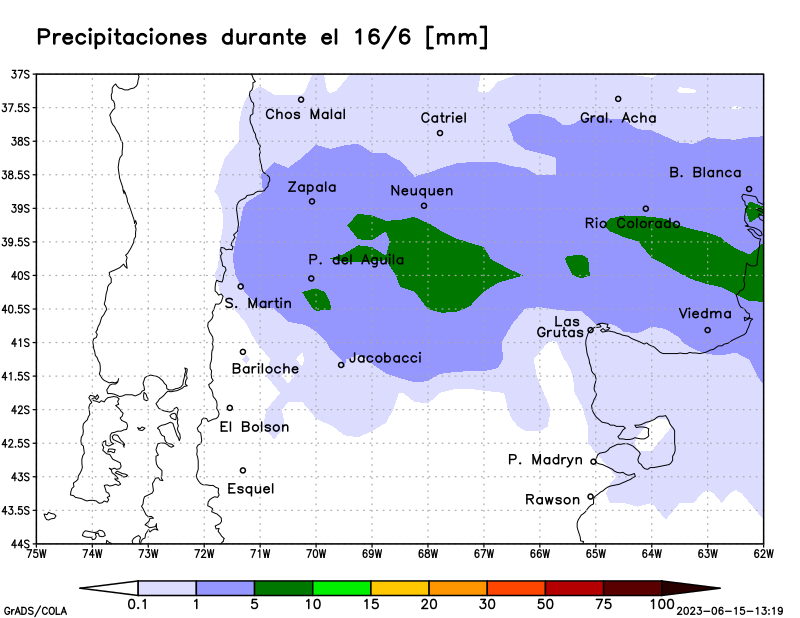 Precipitaciones durante el 16/6 [mm]
37S
37.5S
Chos Malal
Catriel
Gral. Acha
38S
38.5S
B. Blanca
Zapala
Neuquen
39S
Rio Colorado
39.5S
P. del Aguila
40S
S. Martin
40.5S
Viedma
Las
Grutas
41S
Bariloche
Jacobacci
41.5S
42S
El Bolson
42.5S
P. Madryn
43S
Esquel
Rawson
43.5S
44S
75W 74W 73W 72W 71W 70W 69W 68W 67W 66W 65W 64W 63W 62W
0.1 1 5 10 15 20 30 50 75 100
GrADS/COLA
2023-06-15-13:19